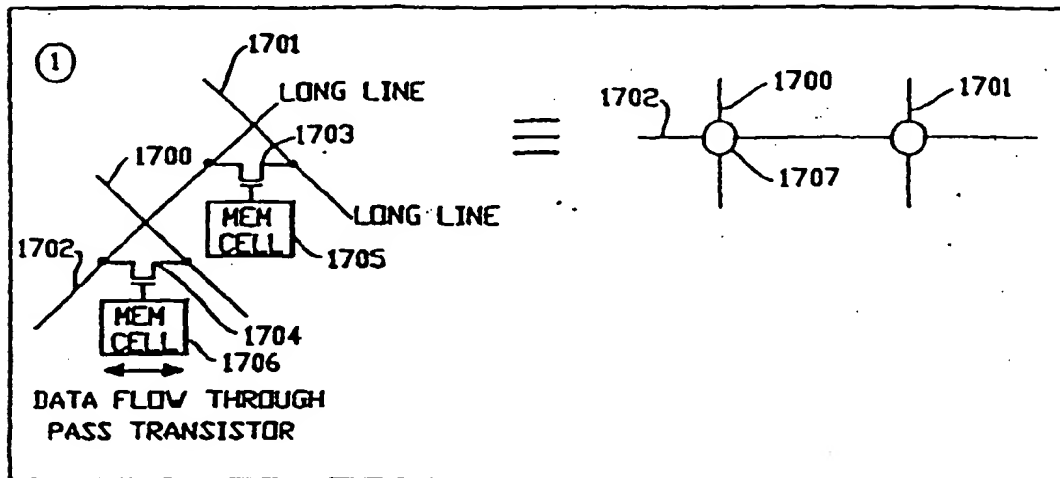 1
1701
LONG LINE
1703
1700
LONG LINE
MEM
CELL
1705
1702
1704
MEM
CELL
1706
DATA FLOW THROUGH
PASS TRANSISTOR
≡
1702
1700
1701
1707